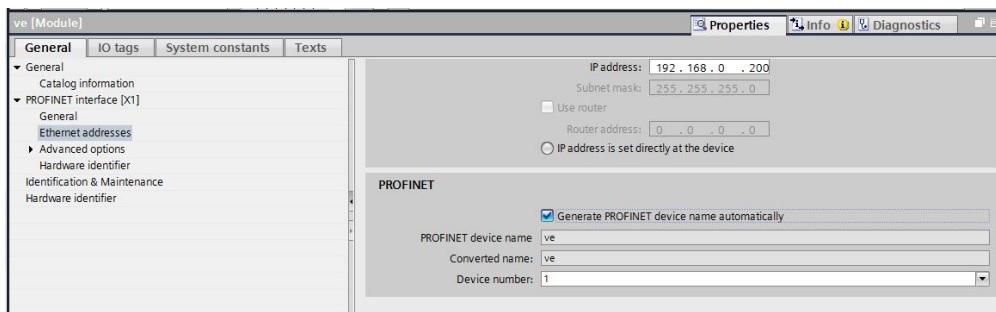 ve [Module]
Properties
Info
Diagnostics
General
IO tags
System constants
Texts
General
Catalog information
PROFINET interface [X1]
General
Ethernet addresses
Advanced options
Hardware identifier
Identification & Maintenance
Hardware identifier
IP address: 192 . 168 . 0 . 200
Subnet mask: 255 . 255 . 255 . 0
Use router
Router address: 0 . 0 . 0 . 0
IP address is set directly at the device
PROFINET
Generate PROFINET device name automatically
PROFINET device name ve
Converted name: ve
Device number: 1